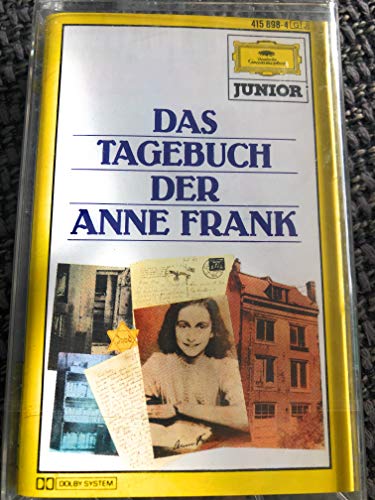 415 898-4
Deutsche
Grammophon
JUNIOR
DAS
TAGEBUCH
DER
ANNE FRANK
DOLBY SYSTEM